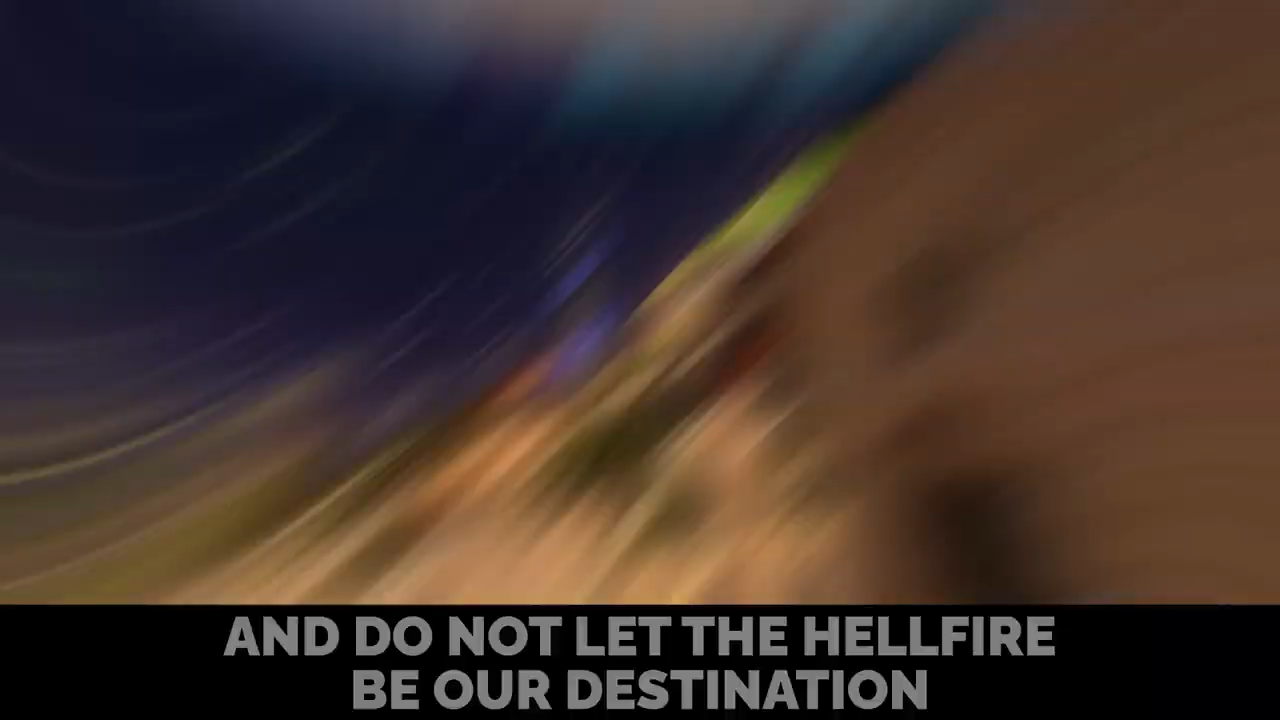 AND DO NOT LET THE HELLFIRE
BE OUR DESTINATION